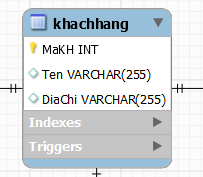 khachhang
MaKH INT
Ten VARCHAR(255)
DiaChi VARCHAR(255)
Indexes
Triggers